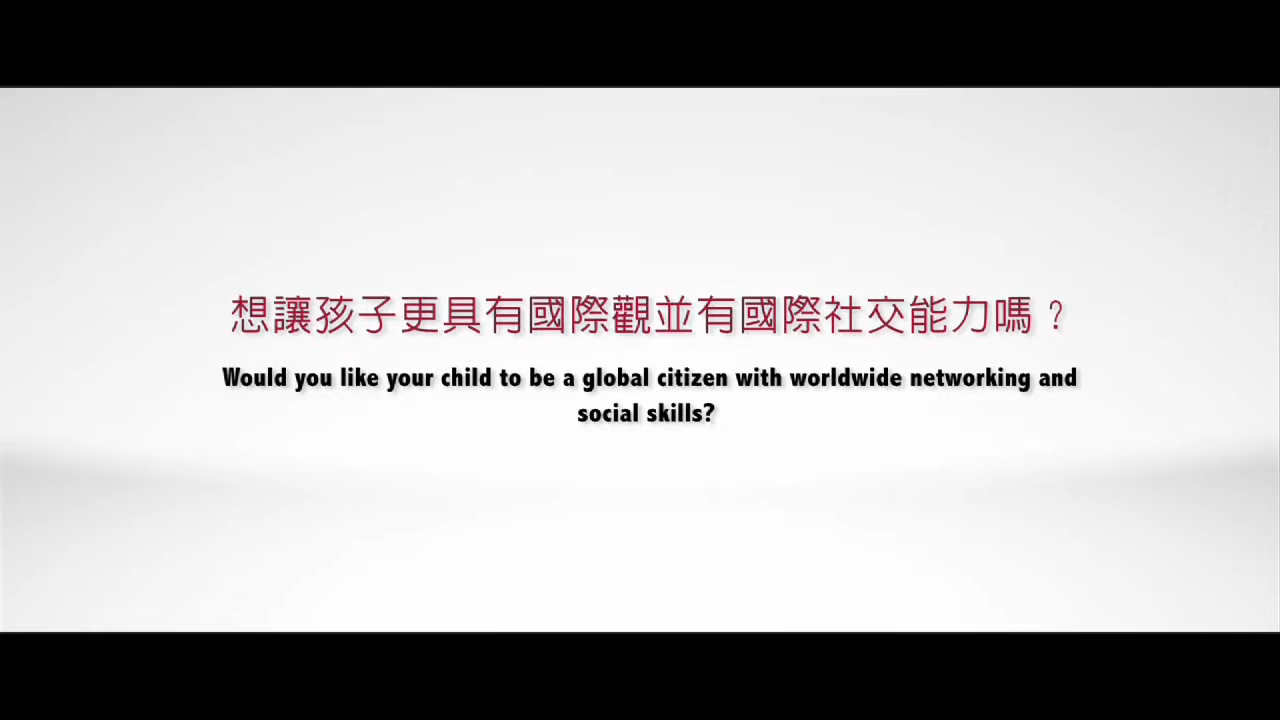 想讓孩子更具有國際觀並有國際社交能力嗎？
Would you like your child to be a global citizen with worldwide networking and
social skills?